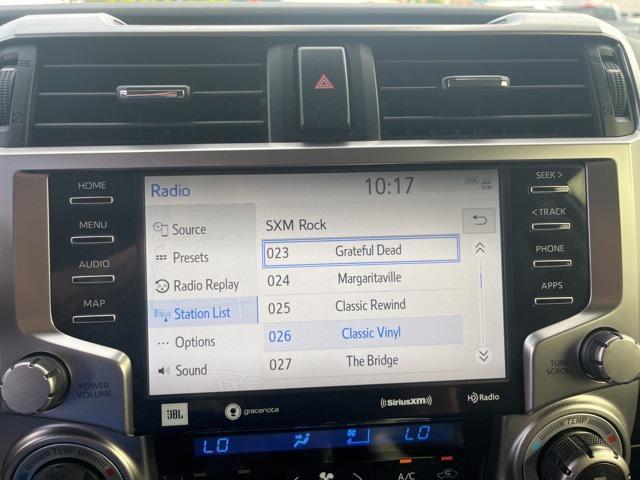 HOME
MENU
AUDIO
MAP
POWER
VOLUME
Radio
10:17
Source
Presets
Radio Replay
Station List
Options
Sound
SXM Rock
023 Grateful Dead
024 Margaritaville
025 Classic Rewind
026 Classic Vinyl
027 The Bridge
SEEK >
< TRACK
PHONE
APPS
TUNE
SCROLL
JBL
gracenote
((SiriusXM))
HD Radio
LO
LO
TEMP
A/C
TEMP